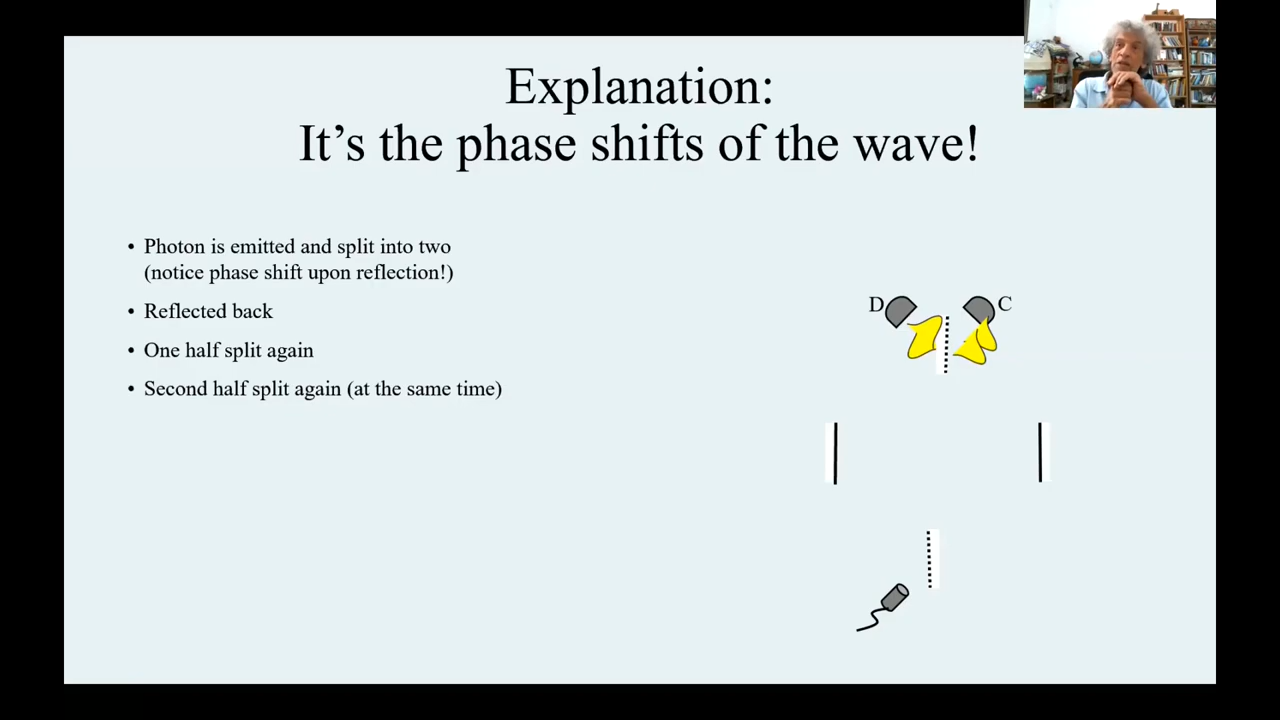 Explanation:
It’s the phase shifts of the wave!
• Photon is emitted and split into two
(notice phase shift upon reflection!)
• Reflected back
• One half split again
• Second half split again (at the same time)
D
C